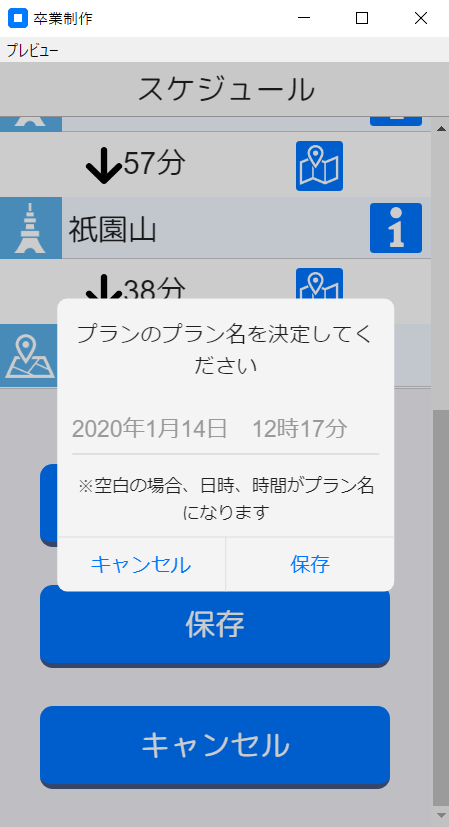 卒業制作
プレビュー
スケジュール
57分
祇園山
38分
プランのプラン名を決定してく
ださい
2020年1月14日　12時17分
※空白の場合、日時、時間がプラン名
になります
キャンセル 保存
保存
キャンセル